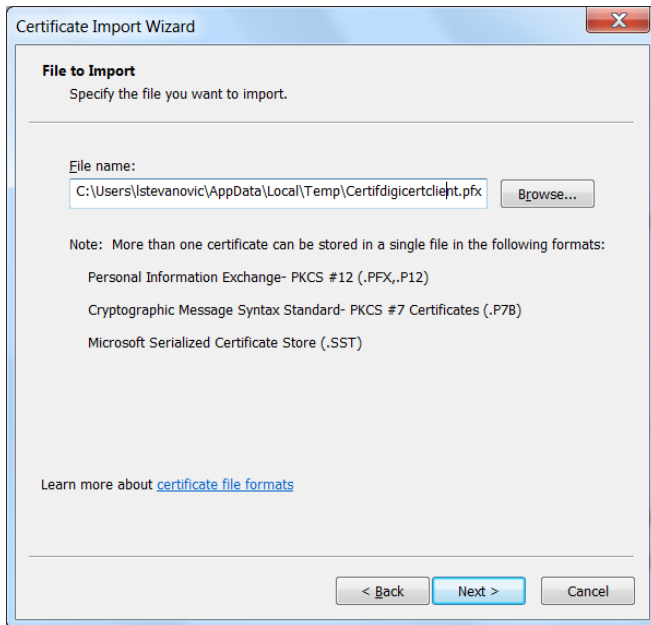 Certificate Import Wizard
X
File to Import
Specify the file you want to import.
File name:
C:\Users\lstevanovic\AppData\Local\Temp\Certifdigicertclient.pfx
Browse...
Note: More than one certificate can be stored in a single file in the following formats:
Personal Information Exchange- PKCS #12 (.PFX,.P12)
Cryptographic Message Syntax Standard- PKCS #7 Certificates (.P7B)
Microsoft Serialized Certificate Store (.SST)
Learn more about certificate file formats
< Back Next > Cancel